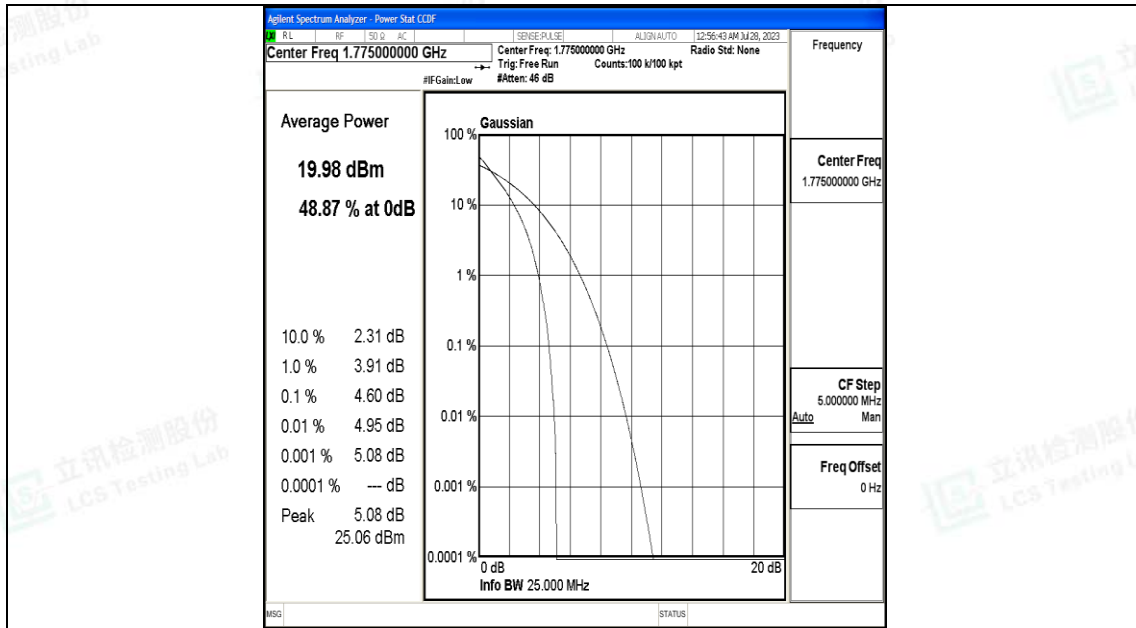 Agilent Spectrum Analyzer - Power Stat CCDF
RL RF 50 Ω AC SENSE:PULSE ALIGN AUTO 12:56:43 AM Jul 28, 2023
Center Freq 1.775000000 GHz
Center Freq: 1.775000000 GHz Radio Std: None
Trig: Free Run Counts:100 k/100 kpt
#IFGain:Low #Atten: 46 dB
Frequency
Average Power
19.98 dBm
48.87 % at 0dB
10.0 % 2.31 dB
1.0 % 3.91 dB
0.1 % 4.60 dB
0.01 % 4.95 dB
0.001 % 5.08 dB
0.0001 % --- dB
Peak 5.08 dB
25.06 dBm
Gaussian
100 %
10 %
1 %
0.1 %
0.01 %
0.001 %
0.0001 %
0 dB 20 dB
Info BW 25.000 MHz
Center Freq
1.775000000 GHz
CF Step
5.000000 MHz
Auto Man
Freq Offset
0 Hz
MSG STATUS
立讯检测股份
LCS Testing Lab
立讯检测股份